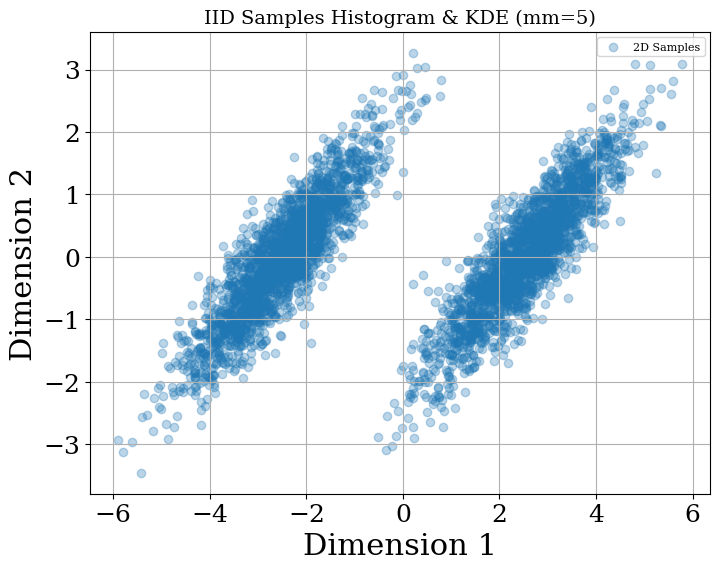 IID Samples Histogram & KDE (mm=5)
2D Samples
Dimension 2
3
2
1
0
−1
−2
−3
−6 −4 −2 0 2 4 6
Dimension 1